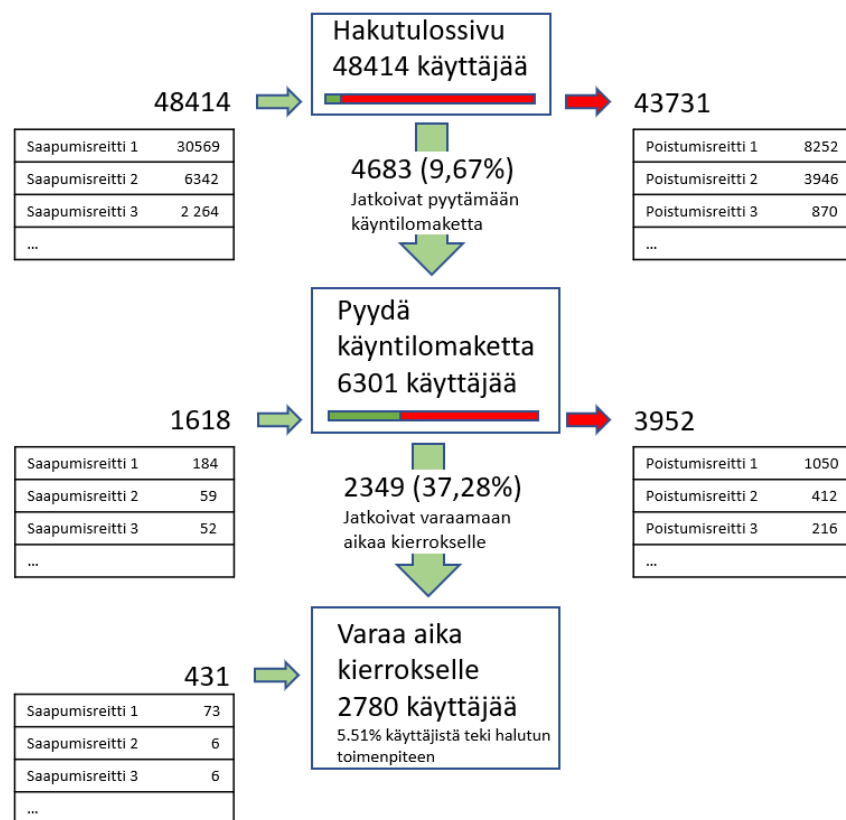 Hakutulossivu
48414 käyttäjää
48414
43731
Saapumisreitti 1 30569
Saapumisreitti 2 6342
Saapumisreitti 3 2 264
...
Poistumisreitti 1 8252
Poistumisreitti 2 3946
Poistumisreitti 3 870
...
4683 (9,67%)
Jatkoivat pyytämään
käyntilomaketta
Pyydä
käyntilomaketta
6301 käyttäjää
1618
3952
Saapumisreitti 1 184
Saapumisreitti 2 59
Saapumisreitti 3 52
...
Poistumisreitti 1 1050
Poistumisreitti 2 412
Poistumisreitti 3 216
...
2349 (37,28%)
Jatkoivat varaamaan
aikaa kierrokselle
Varaa aika
kierrokselle
2780 käyttäjää
5.51% käyttäjistä teki halutun
toimenpiteen
431
Saapumisreitti 1 73
Saapumisreitti 2 6
Saapumisreitti 3 6
...